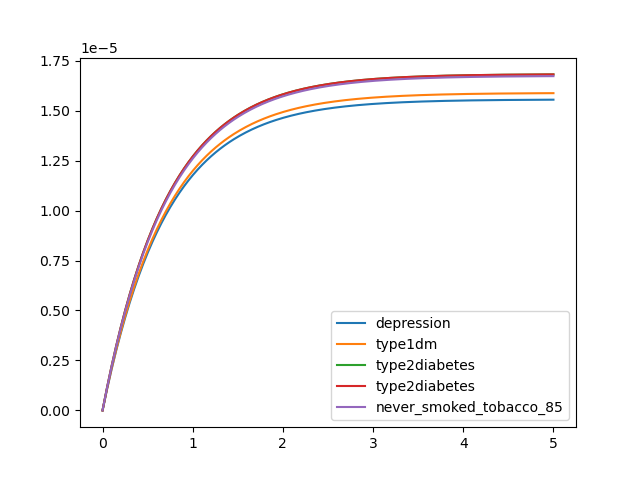 1e−5
1.75
1.50
1.25
1.00
0.75
0.50
0.25
0.00
0 1 2 3 4 5
depression
type1dm
type2diabetes
type2diabetes
never_smoked_tobacco_85